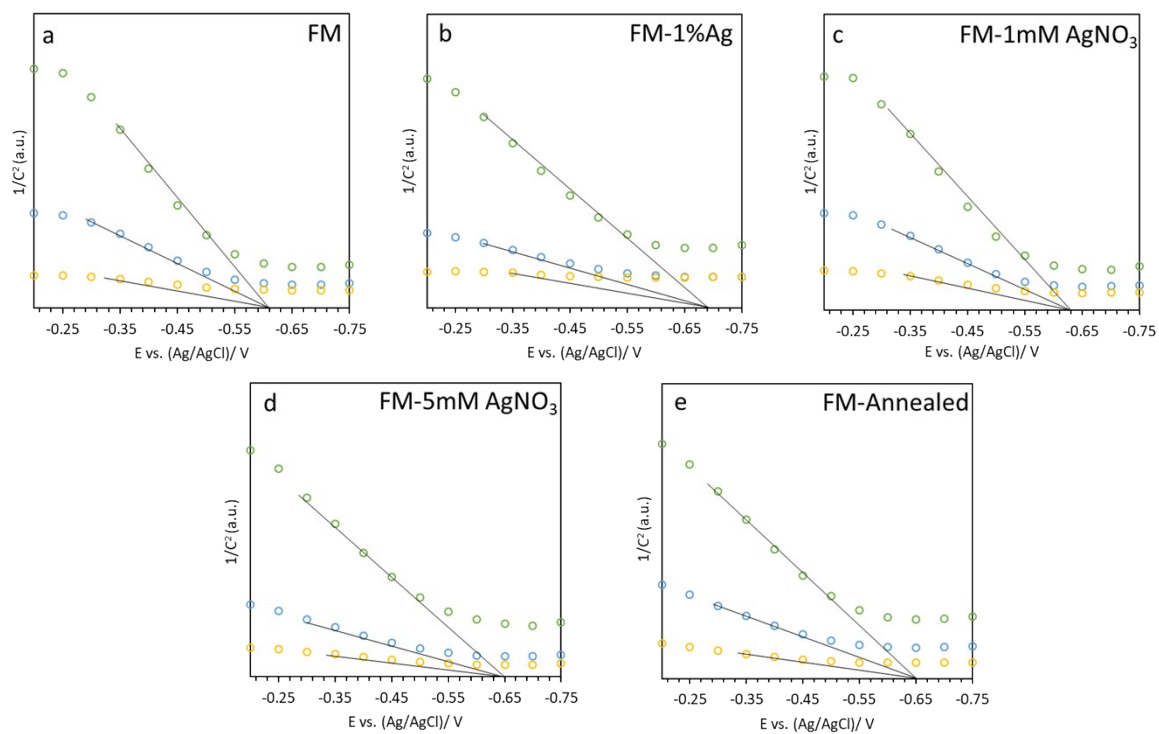 a FM
1/C² (a.u.)
-0.25 -0.35 -0.45 -0.55 -0.65 -0.75
E vs. (Ag/AgCl)/ V
b FM-1%Ag
1/C² (a.u.)
-0.25 -0.35 -0.45 -0.55 -0.65 -0.75
E vs. (Ag/AgCl)/ V
c FM-1mM AgNO₃
1/C² (a.u.)
-0.25 -0.35 -0.45 -0.55 -0.65 -0.75
E vs. (Ag/AgCl)/ V
d FM-5mM AgNO₃
1/C² (a.u.)
-0.25 -0.35 -0.45 -0.55 -0.65 -0.75
E vs. (Ag/AgCl)/ V
e FM-Annealed
1/C² (a.u.)
-0.25 -0.35 -0.45 -0.55 -0.65 -0.75
E vs. (Ag/AgCl)/ V